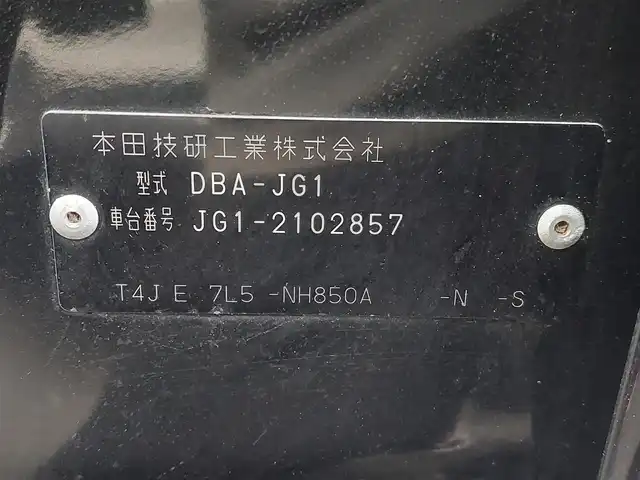 本田技研工業株式会社
型式 DBA-JG1
車台番号 JG1-2102857
T4J E 7L5 -NH850A -N -S